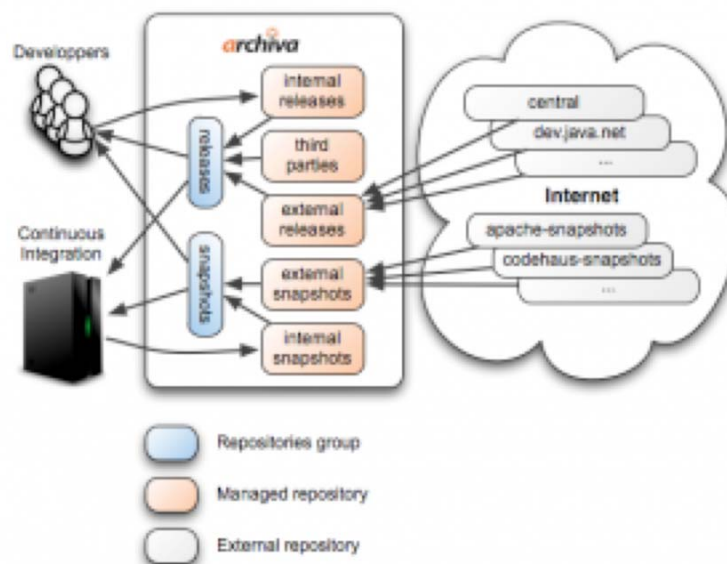 Developpers
archiva
internal
releases
central
dev.java.net
...
releases
third
parties
Internet
external
releases
Continuous
Integration
apache-snapshots
codehaus-snapshots
...
snapshots
external
snapshots
internal
snapshots
Repositories group
Managed repository
External repository